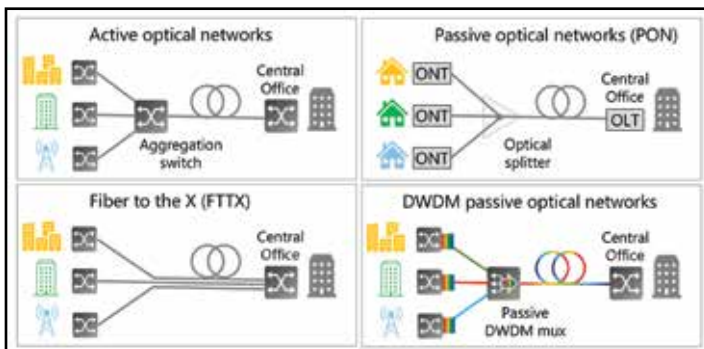 Active optical networks
Central
Office
Aggregation
switch
Passive optical networks (PON)
ONT
ONT
ONT
Central
Office
OLT
Optical
splitter
Fiber to the X (FTTX)
Central
Office
DWDM passive optical networks
Central
Office
Passive
DWDM mux